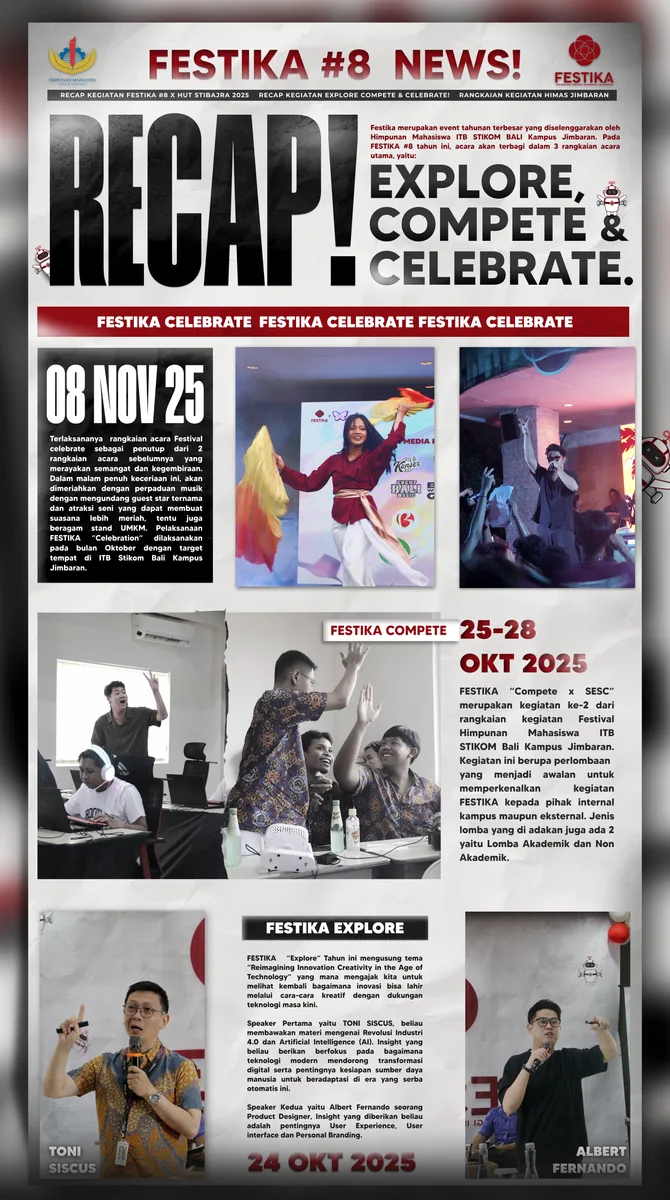 FESTIKA #8 NEWS!
HIMPUNAN MAHASISWA
FESTIKA
RECAP KEGIATAN FESTIKA #8 X HUT STIBAJRA 2025 RECAP KEGIATAN EXPLORE COMPETE & CELEBRATE! RANGKAIAN KEGIATAN HIMAS JIMBARAN
RECAP!
Festika merupakan event tahunan terbesar yang diselenggarakan oleh
Himpunan Mahasiswa ITB STIKOM BALI Kampus Jimbaran. Pada
FESTIKA #8 tahun ini, acara akan terbagi dalam 3 rangkaian acara
utama, yaitu:
EXPLORE,
COMPETE &
CELEBRATE.
FESTIKA CELEBRATE FESTIKA CELEBRATE FESTIKA CELEBRATE
08 NOV 25
Terlaksananya rangkaian acara Festival
celebrate sebagai penutup dari 2
rangkaian acara sebelumnya yang
merayakan semangat dan kegembiraan.
Dalam malam penuh keceriaan ini, akan
dimeriahkan dengan perpaduan musik
dengan mengundang guest star ternama
dan atraksi seni yang dapat membuat
suasana lebih meriah, tentu juga
beragam stand UMKM. Pelaksanaan
FESTIKA "Celebration" dilaksanakan
pada bulan Oktober dengan target
tempat di ITB Stikom Bali Kampus
Jimbaran.
FESTIKA
MEDIA
Konser
EVENT
BALI
MUSIC
FESTIKA COMPETE
25-28
OKT 2025
FESTIKA "Compete x SESC"
merupakan kegiatan ke-2 dari
rangkaian kegiatan Festival
Himpunan Mahasiswa ITB
STIKOM Bali Kampus Jimbaran.
Kegiatan ini berupa perlombaan
yang menjadi awalan untuk
memperkenalkan kegiatan
FESTIKA kepada pihak internal
kampus maupun eksternal. Jenis
lomba yang di adakan juga ada 2
yaitu Lomba Akademik dan Non
Akademik.
FESTIKA EXPLORE
FESTIKA "Explore" Tahun ini mengusung tema
"Reimagining Innovation Creativity in the Age of
Technology" yang mana mengajak kita untuk
melihat kembali bagaimana inovasi bisa lahir
melalui cara-cara kreatif dengan dukungan
teknologi masa kini.
Speaker Pertama yaitu TONI SISCUS, beliau
membawakan materi mengenai Revolusi Industri
4.0 dan Artificial Intelligence (AI). Insight yang
beliau berikan berfokus pada bagaimana
teknologi modern mendorong transformasi
digital serta pentingnya kesiapan sumber daya
manusia untuk beradaptasi di era yang serba
otomatis ini.
Speaker Kedua yaitu Albert Fernando seorang
Product Designer, Insight yang diberikan beliau
adalah pentingnya User Experience, User
interface dan Personal Branding.
24 OKT 2025
TONI
SISCUS
ALBERT
FERNANDO